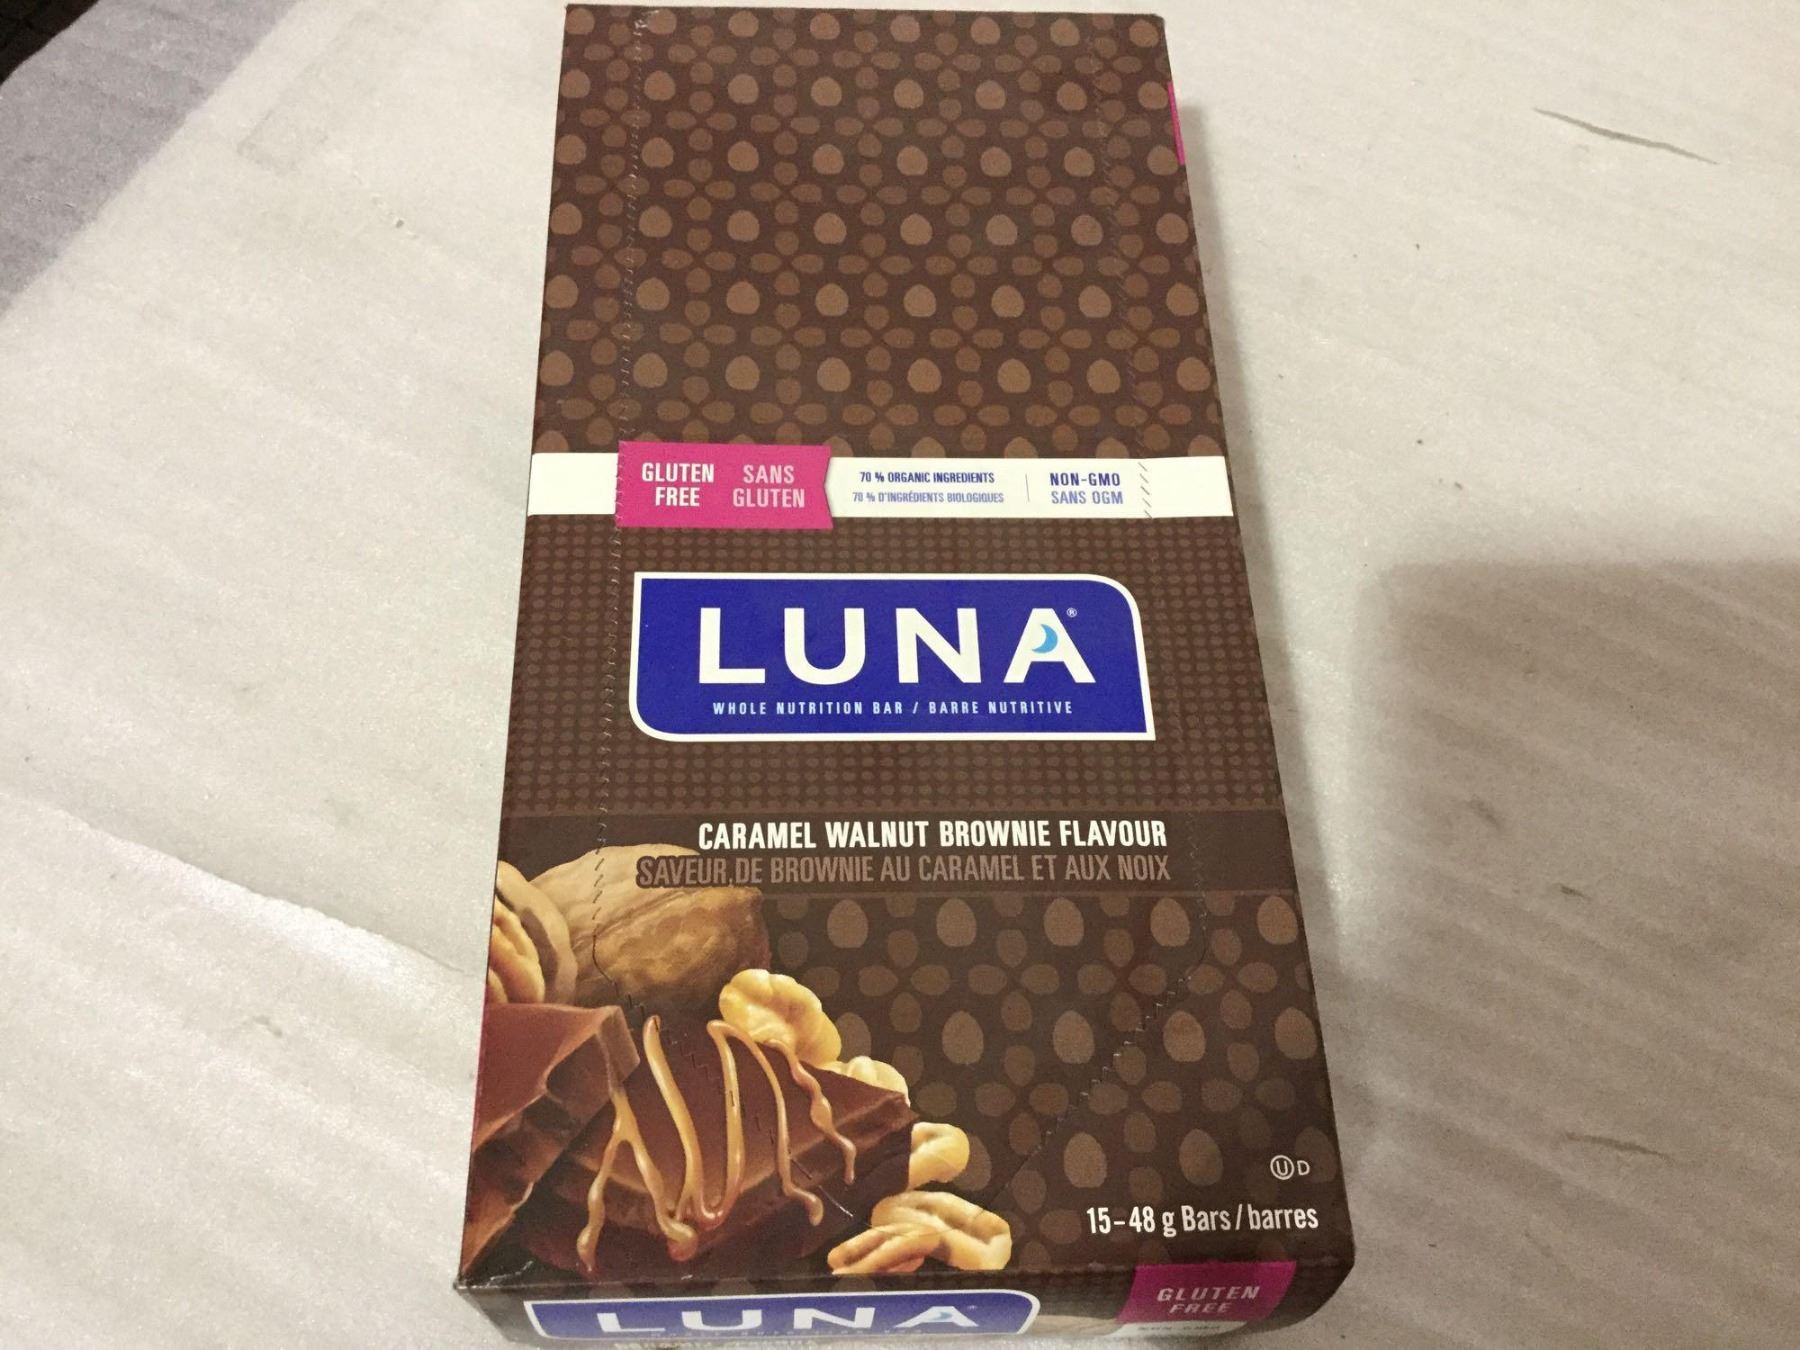 GLUTEN FREE
SANS GLUTEN
70 % ORGANIC INGREDIENTS
70 % D'INGRÉDIENTS BIOLOGIQUES
NON-GMO
SANS OGM
LUNA®
WHOLE NUTRITION BAR / BARRE NUTRITIVE
CARAMEL WALNUT BROWNIE FLAVOUR
SAVEUR DE BROWNIE AU CARAMEL ET AUX NOIX
U D
15-48 g Bars / barres
GLUTEN
FREE
LUNA